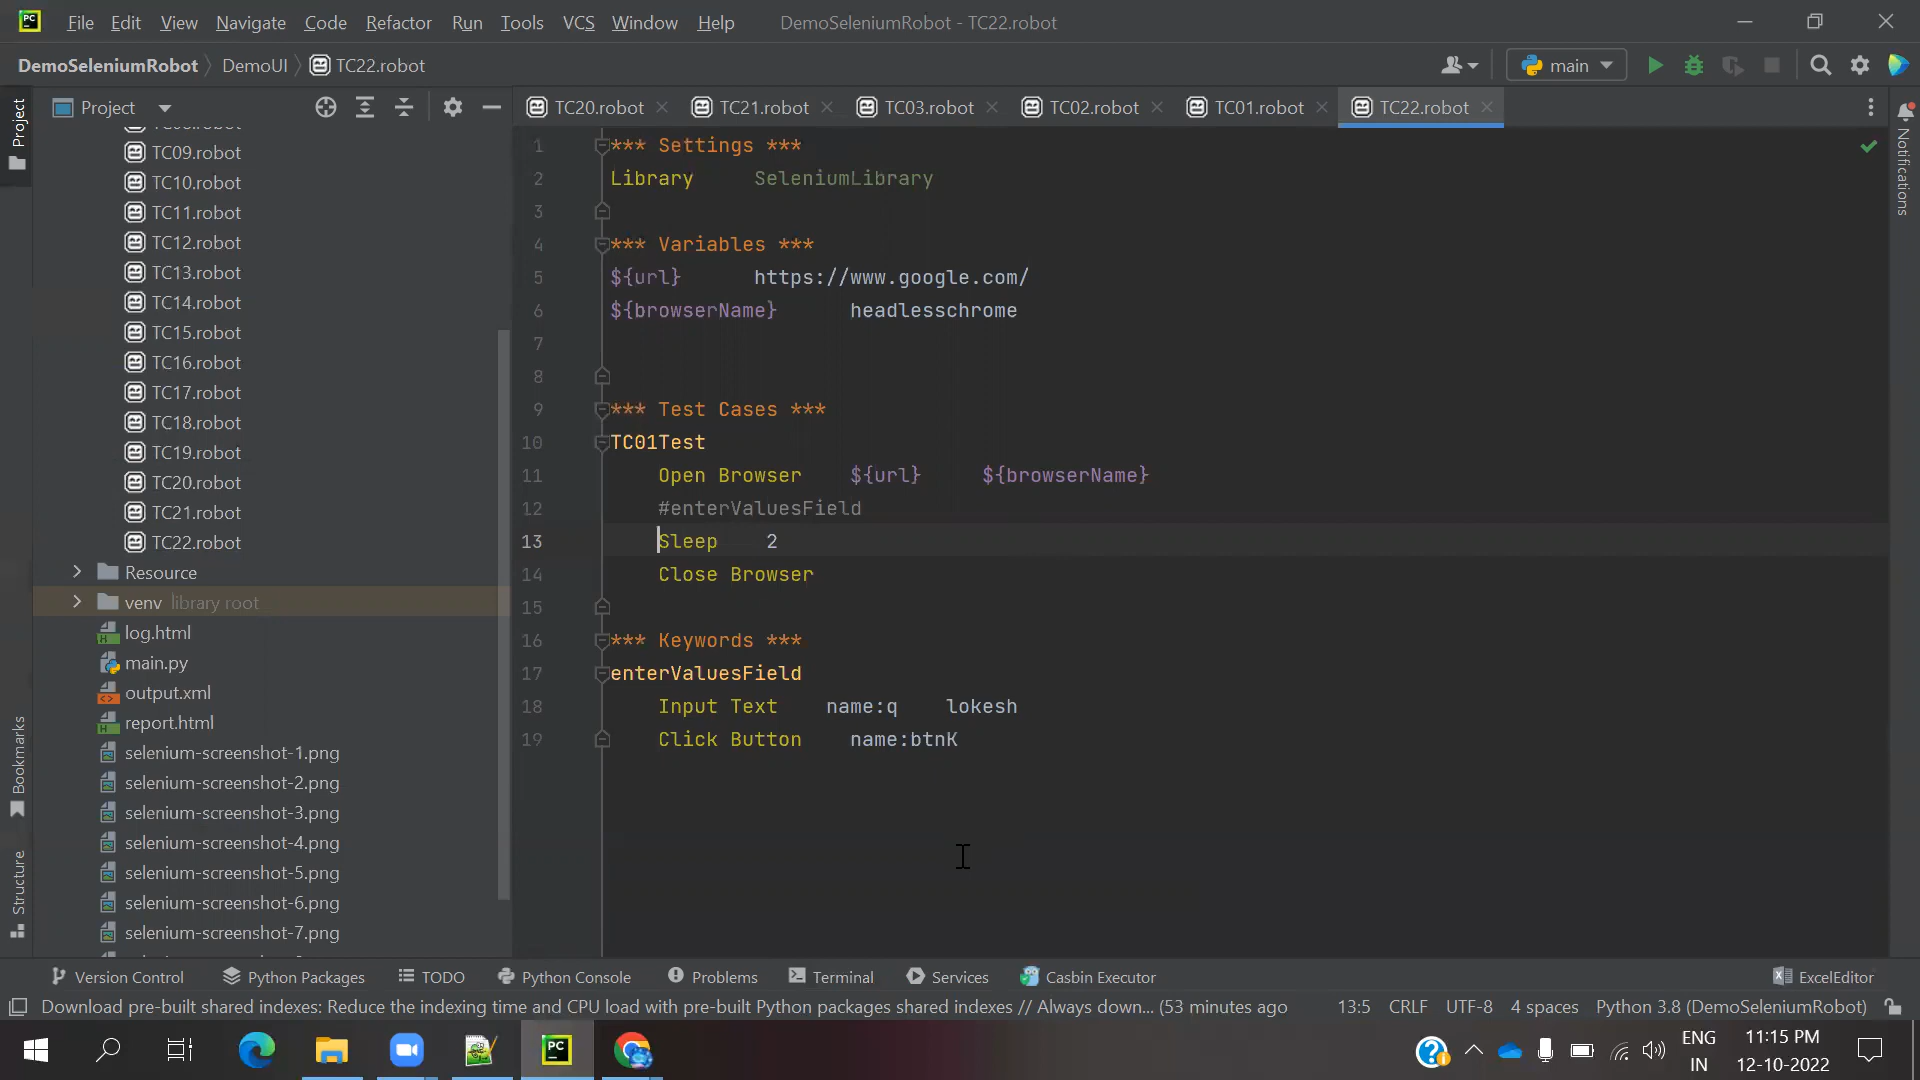 PC File Edit View Navigate Code Refactor Run Tools VCS Window Help DemoSeleniumRobot - TC22.robot
DemoSeleniumRobot DemoUI TC22.robot
main
Project
TC20.robot TC21.robot TC03.robot TC02.robot TC01.robot TC22.robot
Project
Bookmarks
Structure
TC09.robot
TC10.robot
TC11.robot
TC12.robot
TC13.robot
TC14.robot
TC15.robot
TC16.robot
TC17.robot
TC18.robot
TC19.robot
TC20.robot
TC21.robot
TC22.robot
Resource
venv library root
log.html
main.py
output.xml
report.html
selenium-screenshot-1.png
selenium-screenshot-2.png
selenium-screenshot-3.png
selenium-screenshot-4.png
selenium-screenshot-5.png
selenium-screenshot-6.png
selenium-screenshot-7.png
1 *** Settings ***
2 Library SeleniumLibrary
3
4 *** Variables ***
5 ${url} https://www.google.com/
6 ${browserName} headlesschrome
7
8
9 *** Test Cases ***
10 TC01Test
11 Open Browser ${url} ${browserName}
12 #enterValuesField
13 Sleep 2
14 Close Browser
15
16 *** Keywords ***
17 enterValuesField
18 Input Text name:q lokesh
19 Click Button name:btnK
Notifications
Version Control Python Packages TODO Python Console Problems Terminal Services Casbin Executor ExcelEditor
Download pre-built shared indexes: Reduce the indexing time and CPU load with pre-built Python packages shared indexes // Always down... (53 minutes ago 13:5 CRLF UTF-8 4 spaces Python 3.8 (DemoSeleniumRobot)
PC
ENG
IN
11:15 PM
12-10-2022